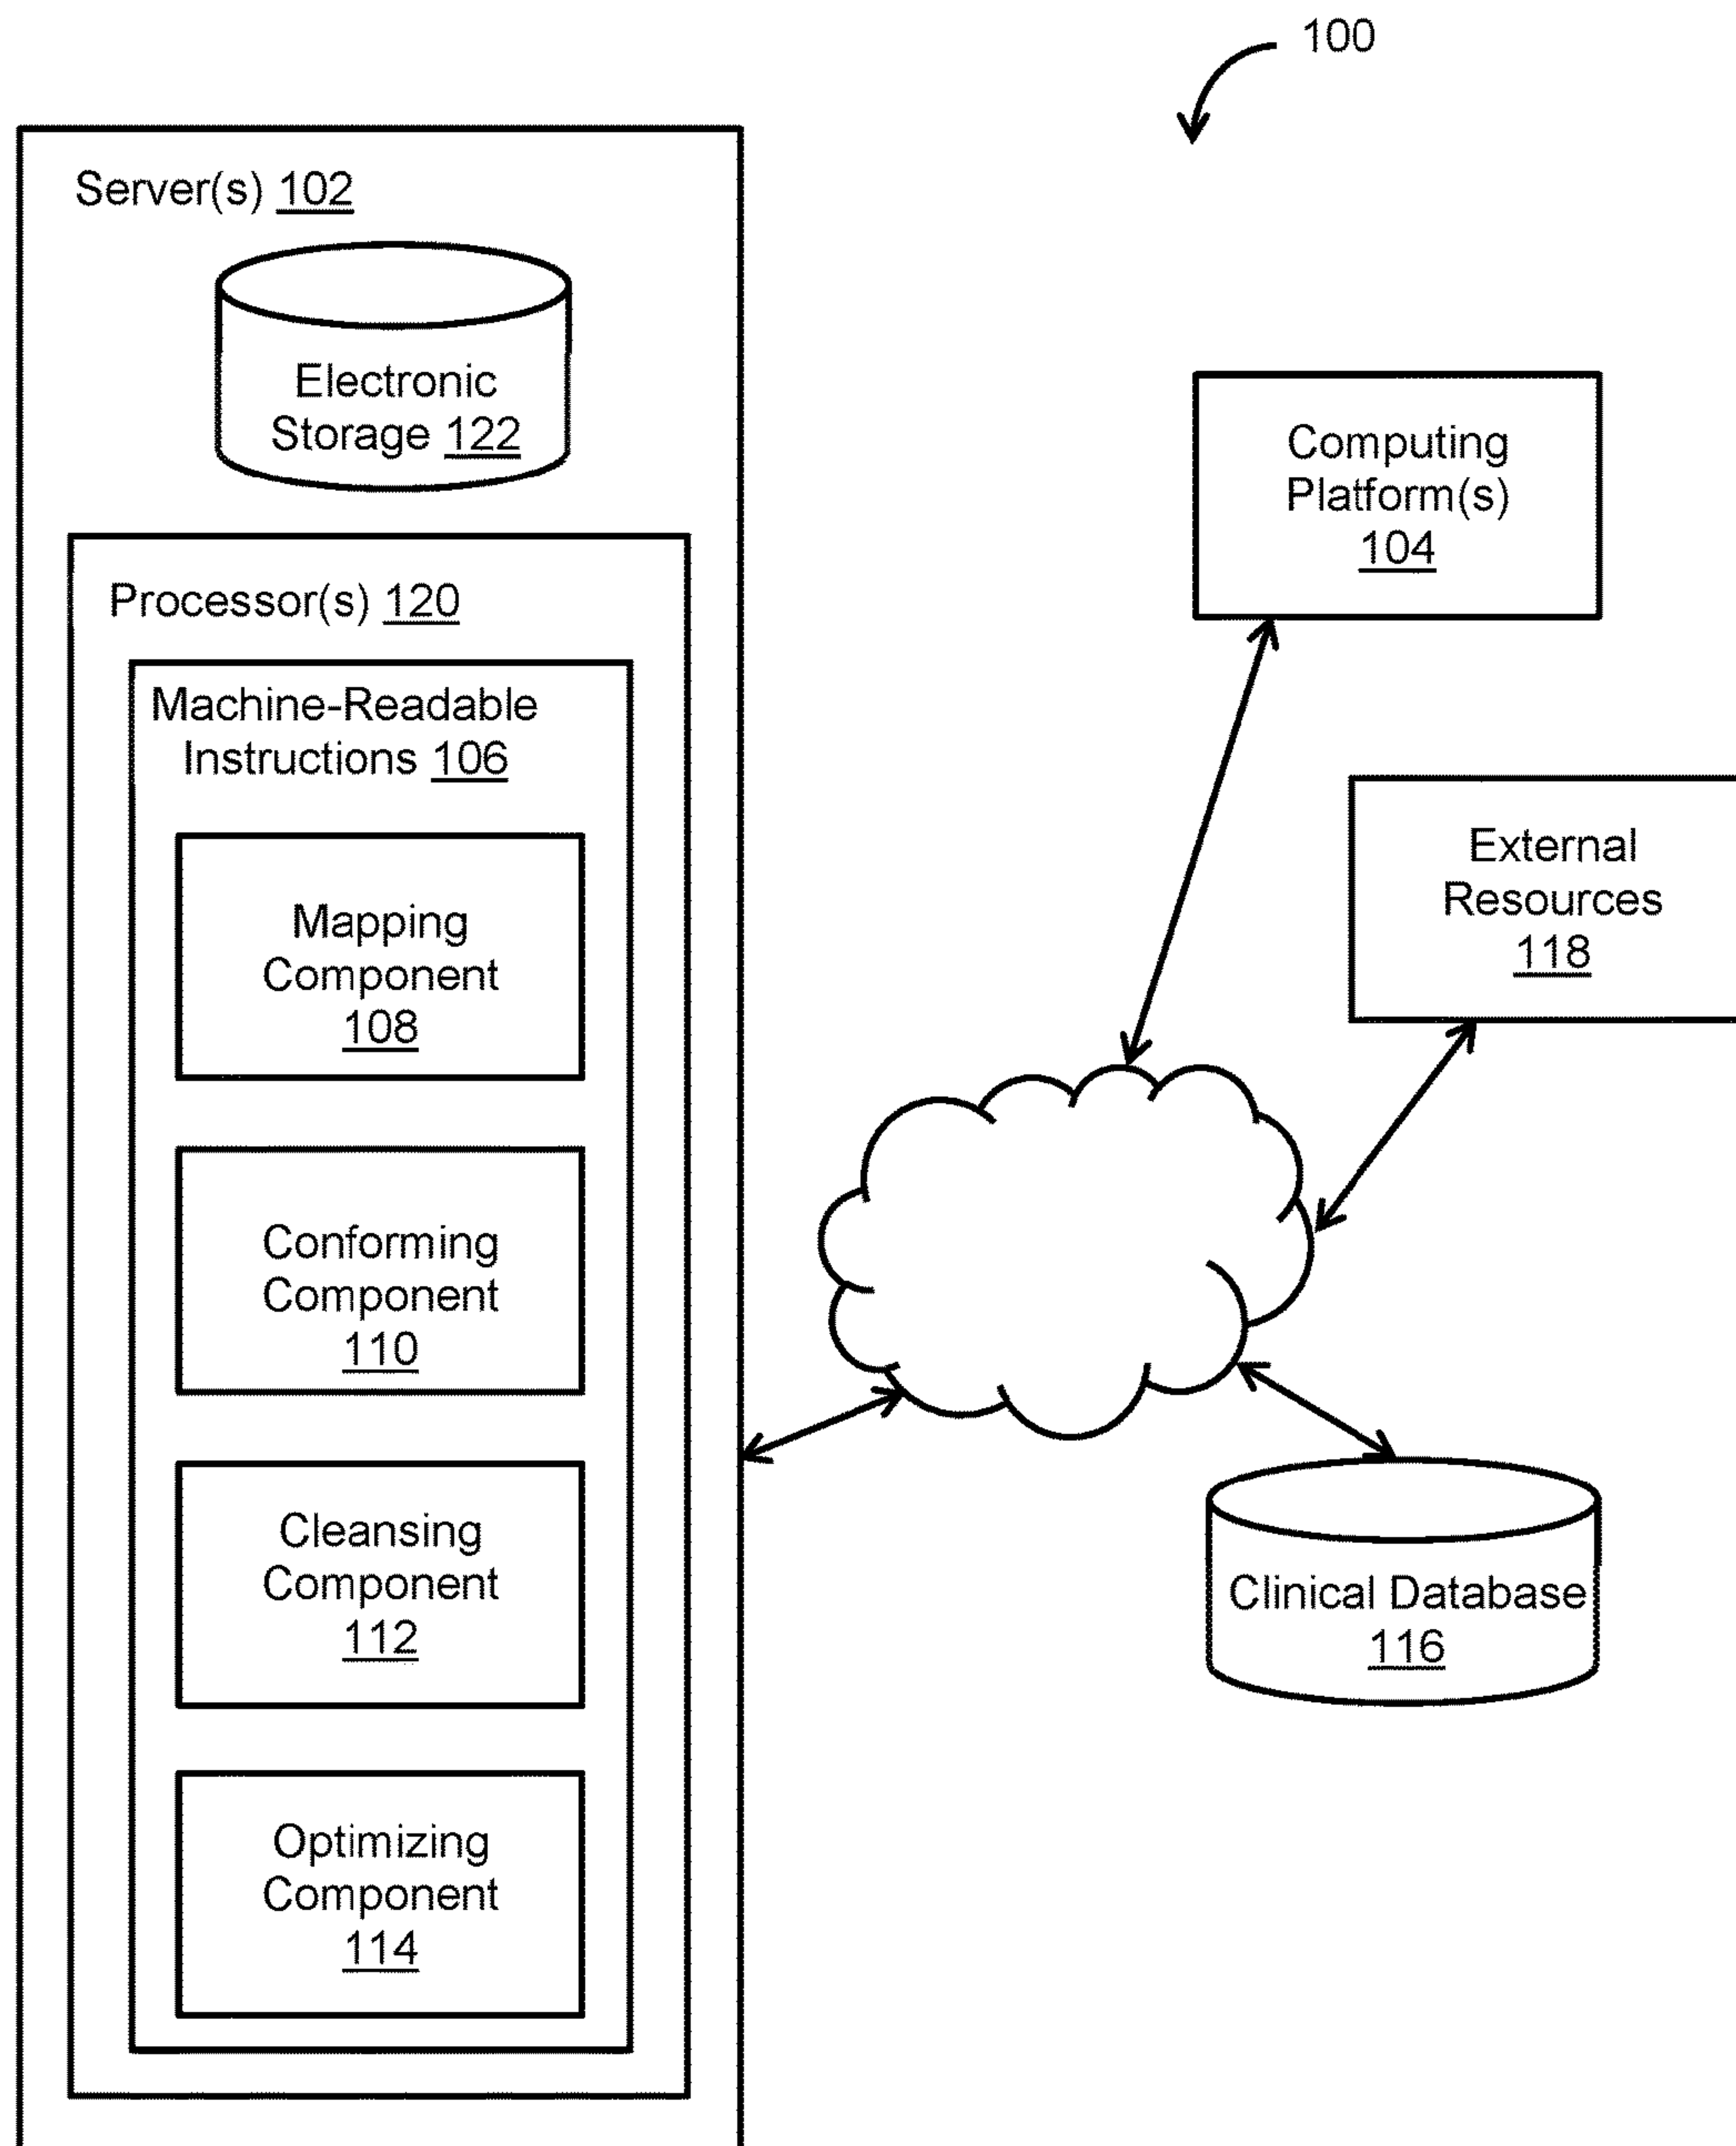 100
Server(s) 102
Electronic
Storage 122
Processor(s) 120
Machine-Readable
Instructions 106
Mapping
Component
108
Conforming
Component
110
Cleansing
Component
112
Optimizing
Component
114
Computing
Platform(s)
104
External
Resources
118
Clinical Database
116